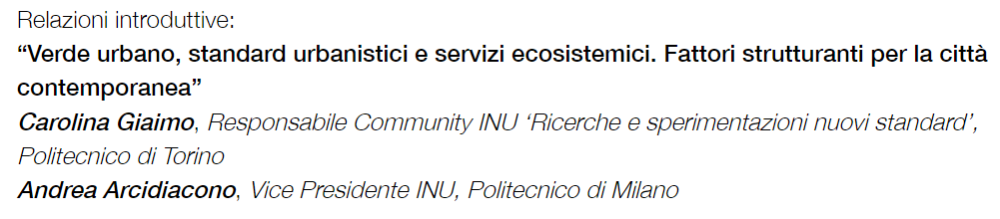 Relazioni introduttive:
“Verde urbano, standard urbanistici e servizi ecosistemici. Fattori strutturanti per la città
contemporanea”
Carolina Giaimo, Responsabile Community INU ‘Ricerche e sperimentazioni nuovi standard’,
Politecnico di Torino
Andrea Arcidiacono, Vice Presidente INU, Politecnico di Milano